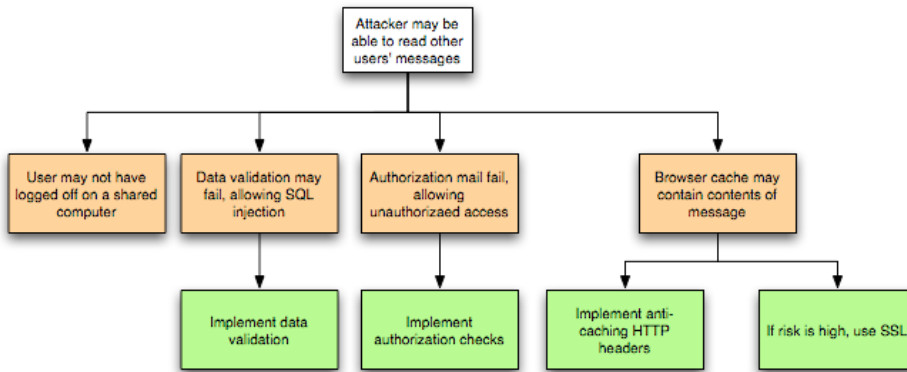 Attacker may be
able to read other
users' messages
User may not have
logged off on a shared
computer
Data validation may
fail, allowing SQL
injection
Authorization mail fail,
allowing
unauthorizaed access
Browser cache may
contain contents of
message
Implement data
validation
Implement
authorization checks
Implement anti-
caching HTTP
headers
If risk is high, use SSL